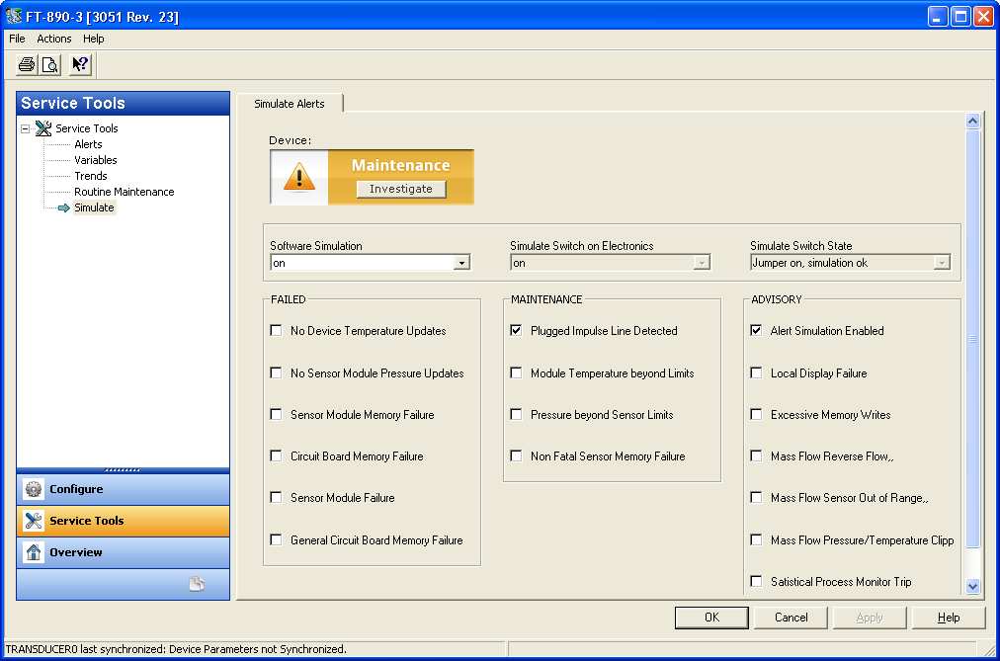 FT-890-3 [3051 Rev. 23]
File Actions Help
Service Tools
Service Tools
Alerts
Variables
Trends
Routine Maintenance
Simulate
Configure
Service Tools
Overview
Simulate Alerts
Device:
Maintenance
Investigate
Software Simulation
on
Simulate Switch on Electronics
on
Simulate Switch State
Jumper on, simulation ok
FAILED
No Device Temperature Updates
No Sensor Module Pressure Updates
Sensor Module Memory Failure
Circuit Board Memory Failure
Sensor Module Failure
General Circuit Board Memory Failure
MAINTENANCE
Plugged Impulse Line Detected
Module Temperature beyond Limits
Pressure beyond Sensor Limits
Non Fatal Sensor Memory Failure
ADVISORY
Alert Simulation Enabled
Local Display Failure
Excessive Memory Writes
Mass Flow Reverse Flow,,
Mass Flow Sensor Out of Range,,
Mass Flow Pressure/Temperature Clipp
Satistical Process Monitor Trip
OK Cancel Apply Help
TRANSDUCER0 last synchronized: Device Parameters not Synchronized.